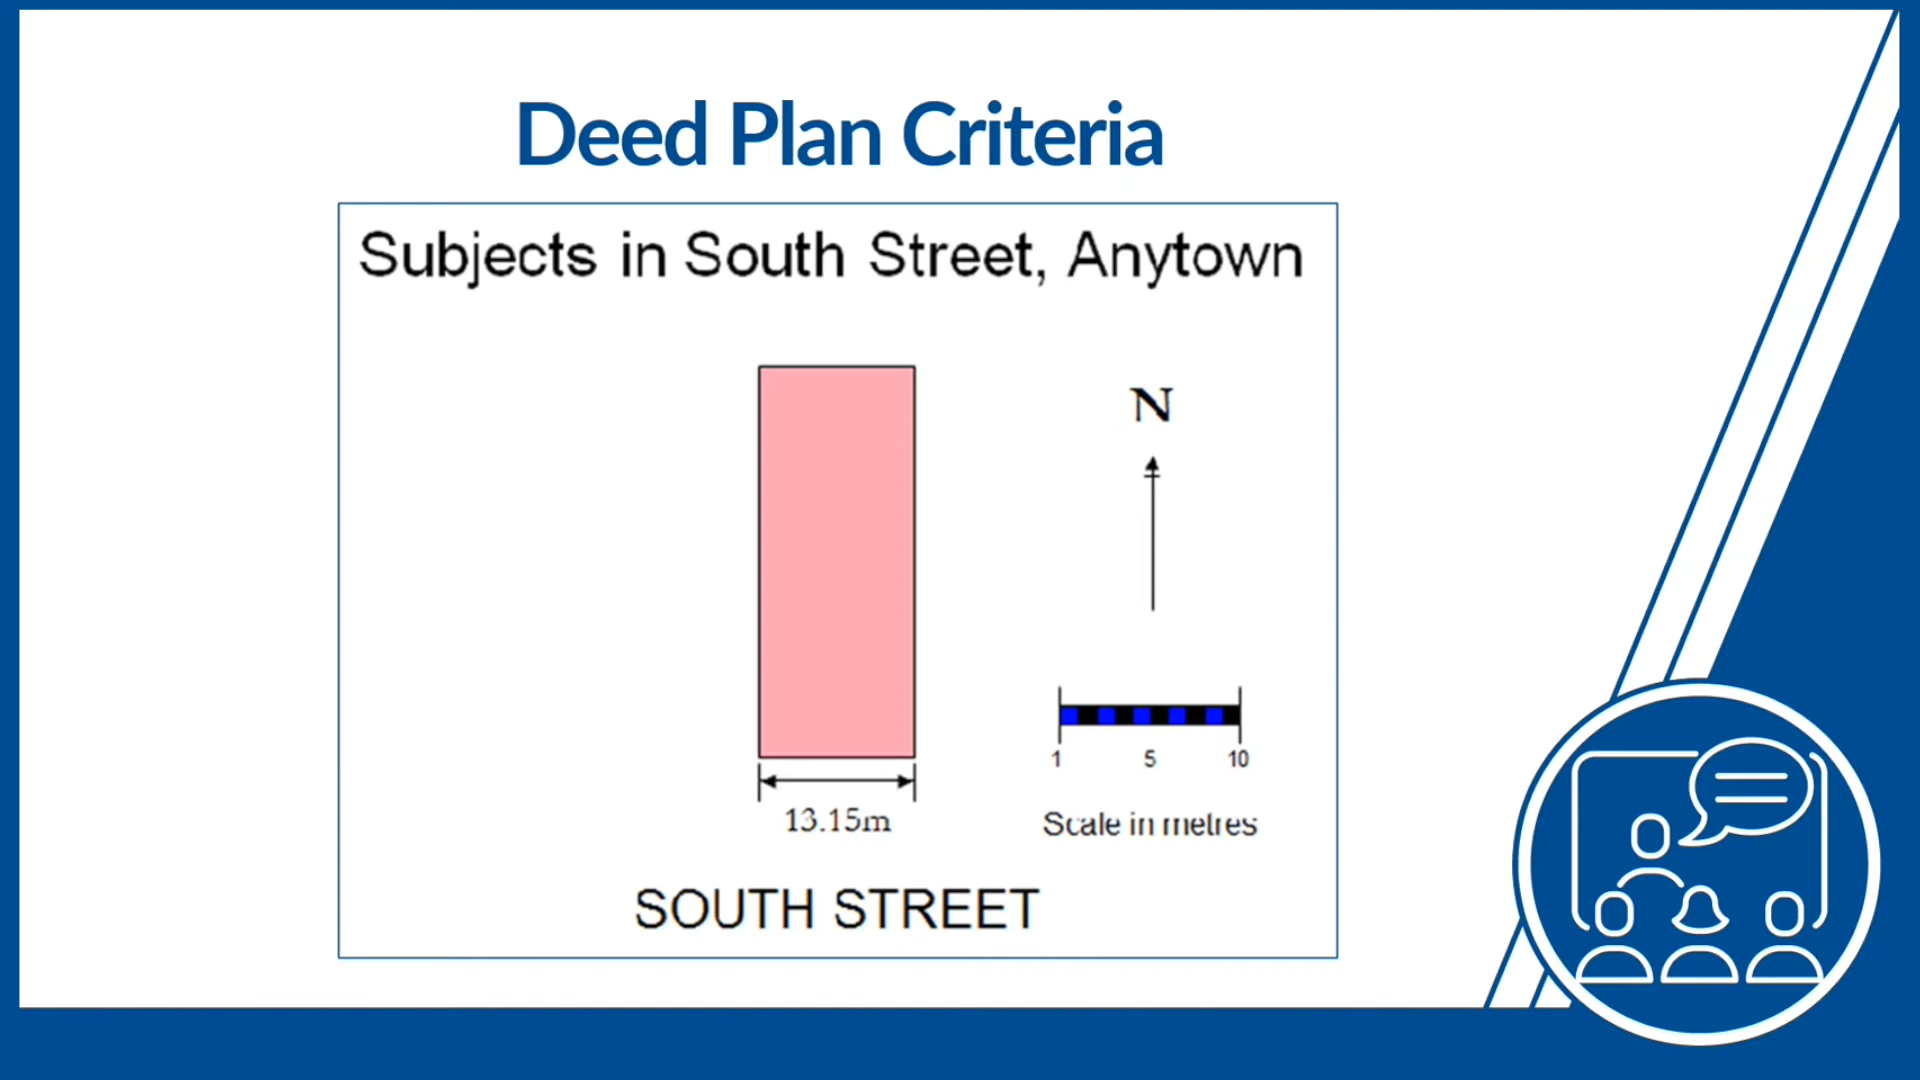 Deed Plan Criteria
Subjects in South Street, Anytown
N
1 5 10
Scale in metres
13.15m
SOUTH STREET